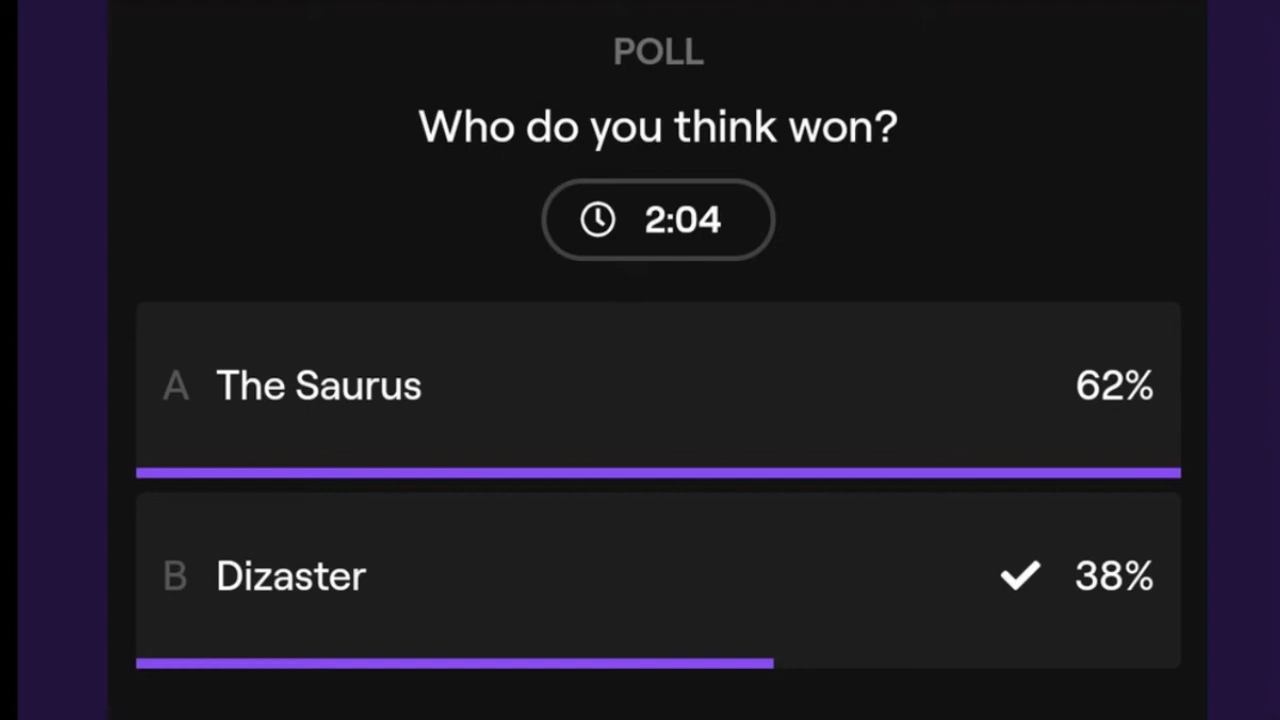 POLL
Who do you think won?
2:04
A The Saurus 62%
B Dizaster 38%